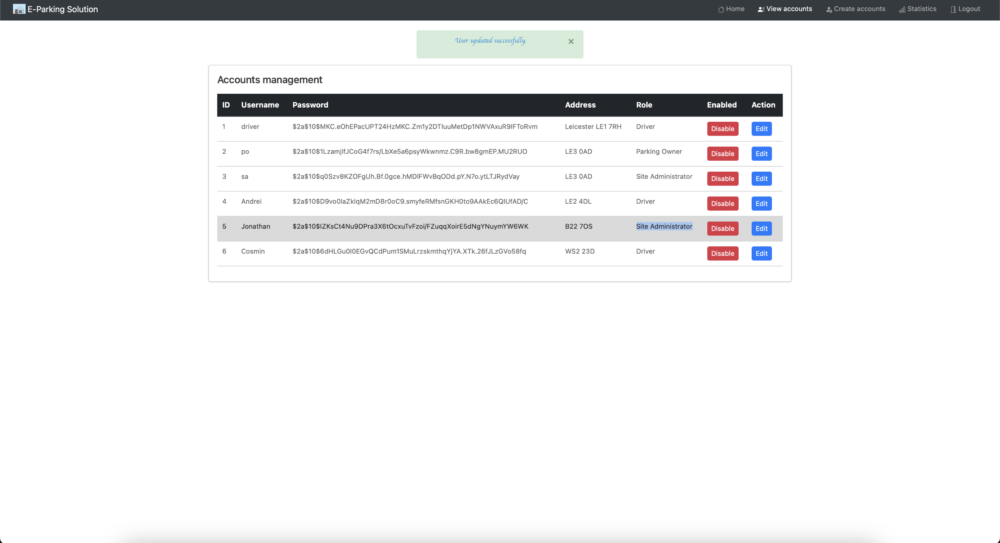 E-Parking Solution Home View accounts Create accounts Statistics Logout
User updated successfully. ×
Accounts management
ID Username Password Address Role Enabled Action
1 driver $2a$10$MKC.eOhEPacUPT24HzMKC.Zm1y2DTIuuMetDp1NWVAxuR9IFToRvm Leicester LE1 7RH Driver Disable Edit
2 po $2a$10$1LzamjIfJCoG4f7rs/LbXe5a6psyWkwnmz.C9R.bw8gmEP.MU2RUO LE3 0AD Parking Owner Disable Edit
3 sa $2a$10$q0Szv8KZOFgUh.Bf.0gce.hMDlFWvBqODd.pY.N7o.ytLTJRydVay LE3 0AD Site Administrator Disable Edit
4 Andrei $2a$10$D9vo0laZklqM2mDBr0oC9.smyfeRMfsnGKH0to9AAkEc6QIUfAD/C LE2 4DL Driver Disable Edit
5 Jonathan $2a$10$IZKsCt4Nu9DPra3X6tOcxuTvFzoi/FZuqqXoirE5dNgYNuymYW6WK B22 7OS Site Administrator Disable Edit
6 Cosmin $2a$10$6dHLGu0I0EGvQCdPum1SMuLrzskmthqYjYA.XTk.26fJLzGVo58fq WS2 23D Driver Disable Edit